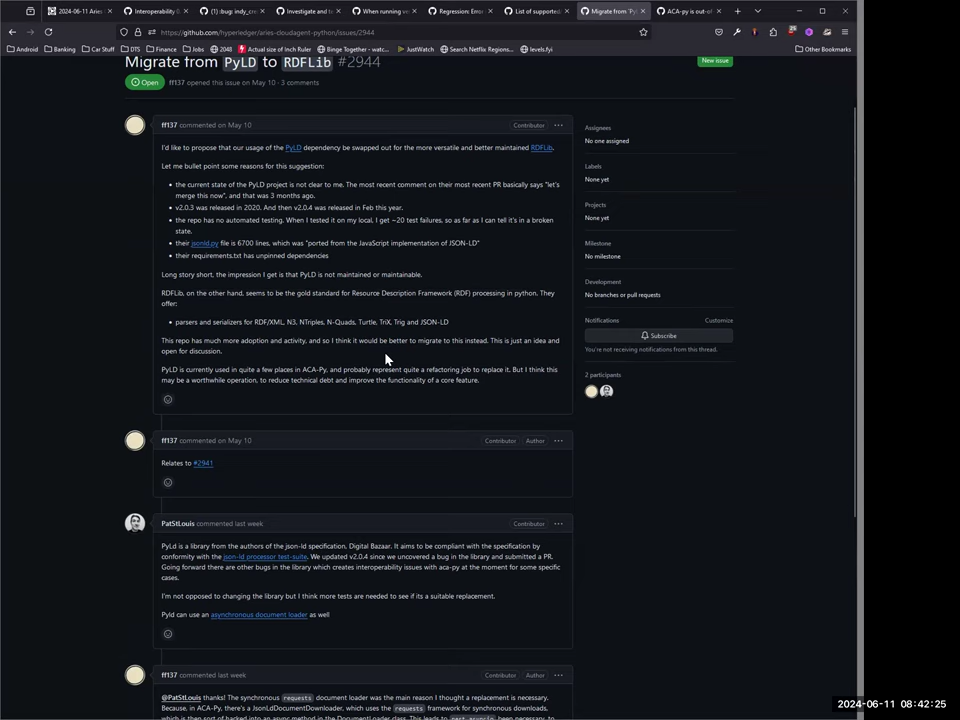 2024-06-11 Aries
Interoperability
(1) :bug: indy_cre
Investigate and t
When running ve
Regression: Error
List of supported
Migrate from "Py
ACA-py is out-of
https://github.com/hyperledger/aries-cloudagent-python/issues/2944
Android
Banking
Car Stuff
DTS
Finance
Jobs
2048
Actual size of Inch Ruler
Binge Together - watc...
JustWatch
Search Netflix Regions...
levels.fyi
Other Bookmarks
Migrate from PyLD to RDFLib #2944
New issue
Open
ff137 opened this issue on May 10 · 3 comments
ff137 commented on May 10
Contributor
I'd like to propose that our usage of the PyLD dependency be swapped out for the more versatile and better maintained RDFLib.
Let me bullet point some reasons for this suggestion:
• the current state of the PyLD project is not clear to me. The most recent comment on their most recent PR basically says "let's
merge this now", and that was 3 months ago.
• v2.0.3 was released in 2020. And then v2.0.4 was released in Feb this year.
• the repo has no automated testing. When I tested it on my local, I get ~20 test failures, so as far as I can tell it's in a broken
state.
• their jsonld.py file is 6700 lines, which was "ported from the JavaScript implementation of JSON-LD"
• their requirements.txt has unpinned dependencies
Long story short, the impression I get is that PyLD is not maintained or maintainable.
RDFLib, on the other hand, seems to be the gold standard for Resource Description Framework (RDF) processing in python. They
offer:
• parsers and serializers for RDF/XML, N3, NTriples, N-Quads, Turtle, TriX, Trig and JSON-LD
This repo has much more adoption and activity, and so I think it would be better to migrate to this instead. This is just an idea and
open for discussion.
PyLD is currently used in quite a few places in ACA-Py, and probably represent quite a refactoring job to replace it. But I think this
may be a worthwhile operation, to reduce technical debt and improve the functionality of a core feature.
Assignees
No one assigned
Labels
None yet
Projects
None yet
Milestone
No milestone
Development
No branches or pull requests
Notifications
Customize
Subscribe
You're not receiving notifications from this thread.
2 participants
ff137 commented on May 10
Contributor
Author
Relates to #2941
PatStLouis commented last week
Contributor
PyLd is a library from the authors of the json-ld specification, Digital Bazaar. It aims to be compliant with the specification by
conformity with the json-ld processor test-suite. We updated v2.0.4 since we uncovered a bug in the library and submitted a PR.
Going forward there are other bugs in the library which creates interoperability issues with aca-py at the moment for some specific
cases.
I'm not opposed to changing the library but I think more tests are needed to see if its a suitable replacement.
Pyld can use an asynchronous document loader as well
ff137 commented last week
Contributor
Author
@PatStLouis thanks! The synchronous requests document loader was the main reason I thought a replacement is necessary.
Because, in ACA-Py, there's a JsonLdDocumentDownloader, which uses the requests framework for synchronous downloads,
which is then sort of hacked into an async method in the DocumentLoader class. This leads to nest_asyncio been necessary, to
2024-06-11 08:42:25